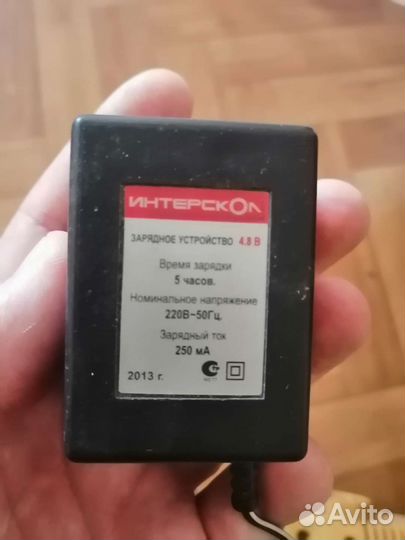 ИНТЕРСКОЛ
ЗАРЯДНОЕ УСТРОЙСТВО 4.8 В
Время зарядки
5 часов.
Номинальное напряжение
220В~50Гц.
Зарядный ток
250 мА
2013 г.
Avito